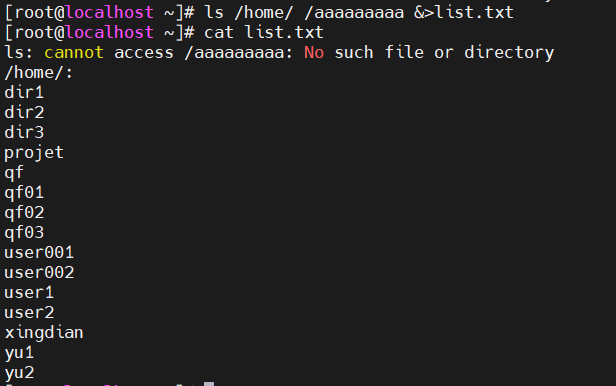 [root@localhost ~]# ls /home/ /aaaaaaaaa &>list.txt
[root@localhost ~]# cat list.txt
ls: cannot access /aaaaaaaaa: No such file or directory
/home/:
dir1
dir2
dir3
projet
qf
qf01
qf02
qf03
user001
user002
user1
user2
xingdian
yu1
yu2